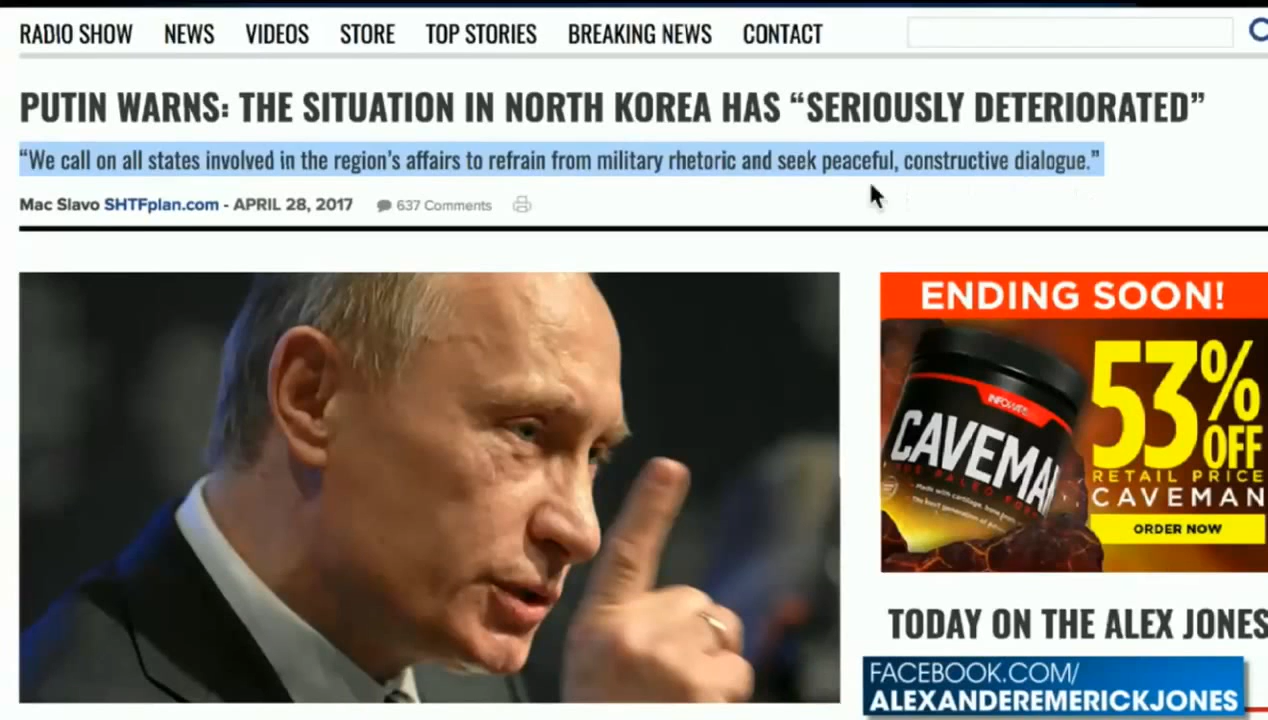 RADIO SHOW NEWS VIDEOS STORE TOP STORIES BREAKING NEWS CONTACT
PUTIN WARNS: THE SITUATION IN NORTH KOREA HAS “SERIOUSLY DETERIORATED”
“We call on all states involved in the region’s affairs to refrain from military rhetoric and seek peaceful, constructive dialogue.”
Mac Slavo SHTFplan.com - APRIL 28, 2017 637 Comments
ENDING SOON!
INFOWARS
CAVEMA
53%
OFF
RETAIL PRICE
CAVEMAN
ORDER NOW
TODAY ON THE ALEX JONES
FACEBOOK.COM/
ALEXANDEREMERICKJONES